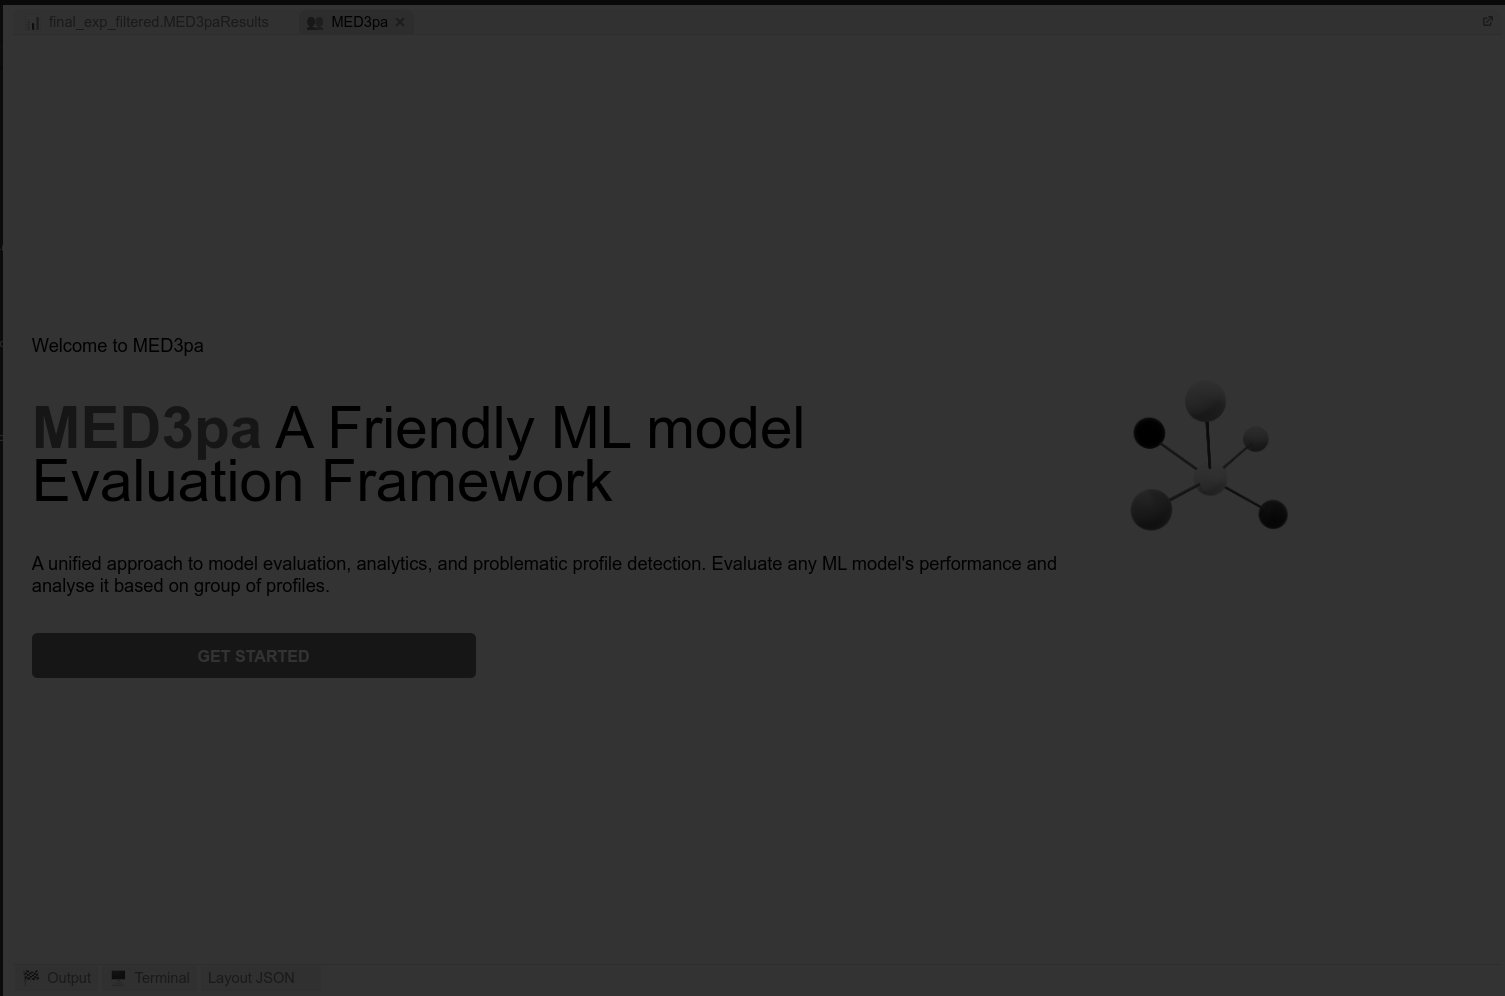 final_exp_filtered.MED3paResults MED3pa
Welcome to MED3pa
MED3pa A Friendly ML model
Evaluation Framework
A unified approach to model evaluation, analytics, and problematic profile detection. Evaluate any ML model's performance and
analyse it based on group of profiles.
GET STARTED
Output Terminal Layout JSON